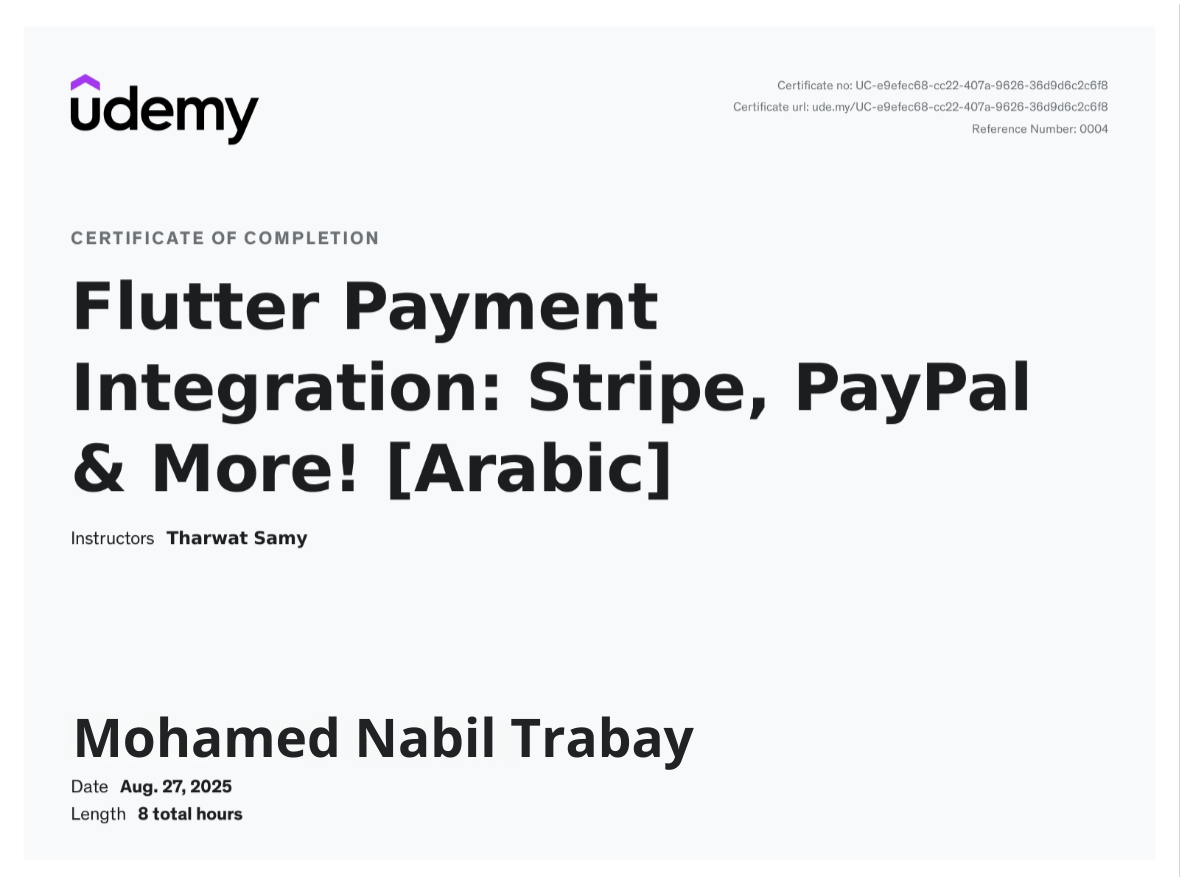 udemy
Certificate no: UC-e9efec68-cc22-407a-9626-36d9d6c2c6f8
Certificate url: ude.my/UC-e9efec68-cc22-407a-9626-36d9d6c2c6f8
Reference Number: 0004
CERTIFICATE OF COMPLETION
Flutter Payment
Integration: Stripe, PayPal
& More! [Arabic]
Instructors Tharwat Samy
Mohamed Nabil Trabay
Date Aug. 27, 2025
Length 8 total hours